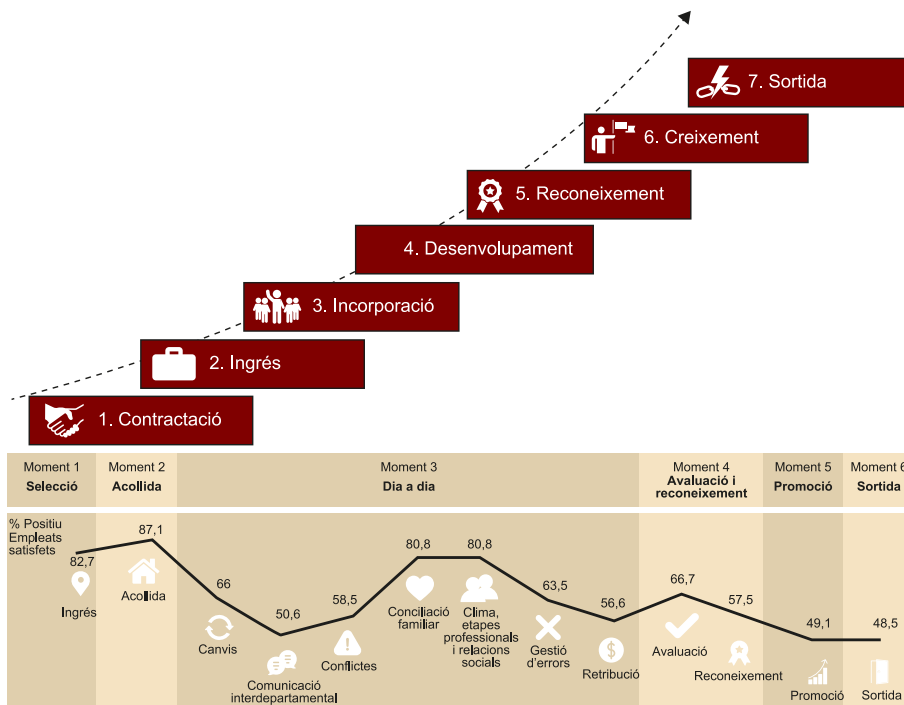 7. Sortida
6. Creixement
5. Reconeixement
4. Desenvolupament
3. Incorporació
2. Ingrés
1. Contractació
Moment 1
Selecció
Moment 2
Acollida
Moment 3
Dia a dia
Moment 4
Avaluació i
reconeixement
Moment 5
Promoció
Moment 6
Sortida
% Positiu
Empleats
satisfets
82,7
Ingrés
87,1
Acollida
66
Canvis
50,6
Comunicació
interdepartamental
58,5
Conflictes
80,8
Conciliació
familiar
80,8
Clima,
etapes
professionals
i relacions
socials
63,5
Gestió
d'errors
56,6
Retribució
66,7
Avaluació
57,5
Reconeixement
49,1
Promoció
48,5
Sortida